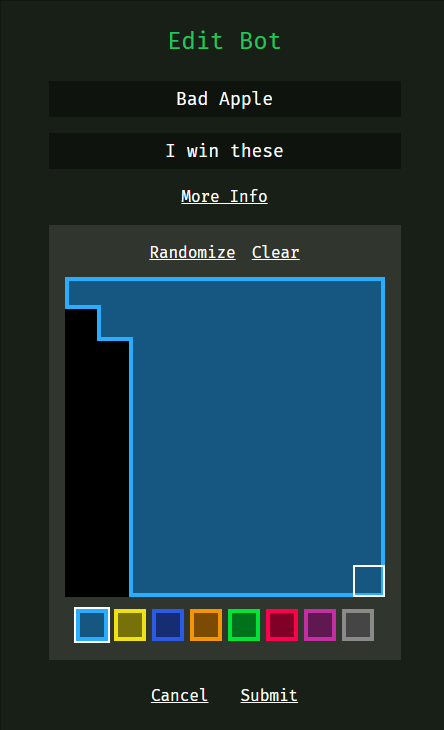 Edit Bot
Bad Apple
I win these
More Info
Randomize Clear
Cancel Submit